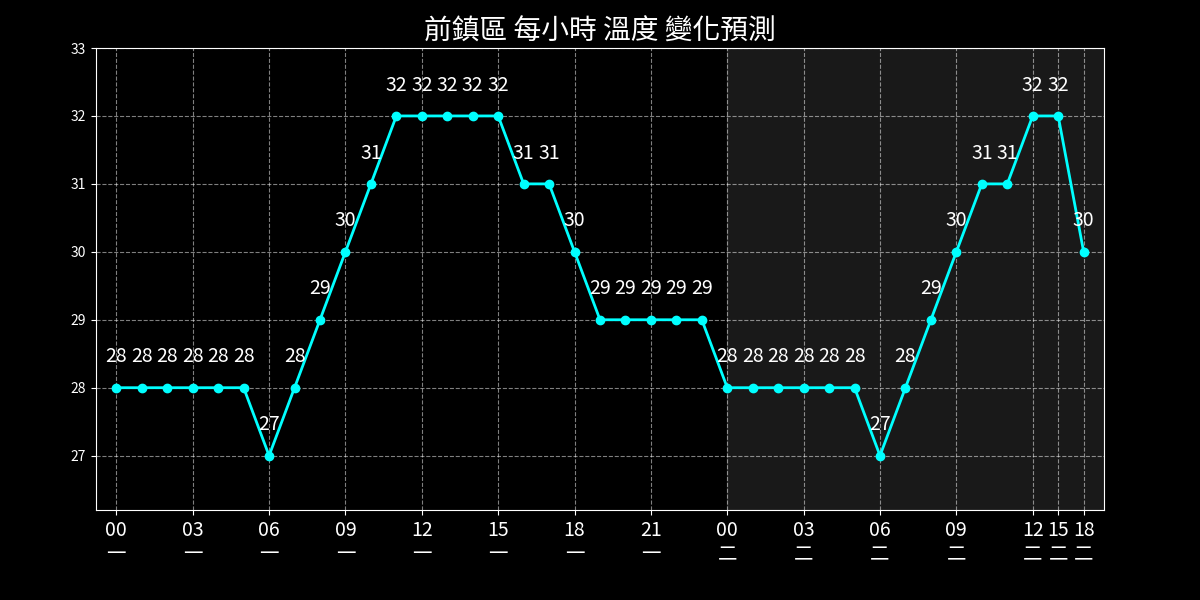 前鎮區 每小時 溫度 變化預測
33
32 32 32 32 32 32 32
32
31 31 31 31 31
31
30 30 30 30
30
29 29 29 29 29 29 29
29
28 28 28 28 28 28 28 28 28 28 28 28 28 28
28
27 27
27
00 03 06 09 12 15 18 21 00 03 06 09 12 15 18
一 一 一 一 一 一 一 一 二 二 二 二 二 二 二